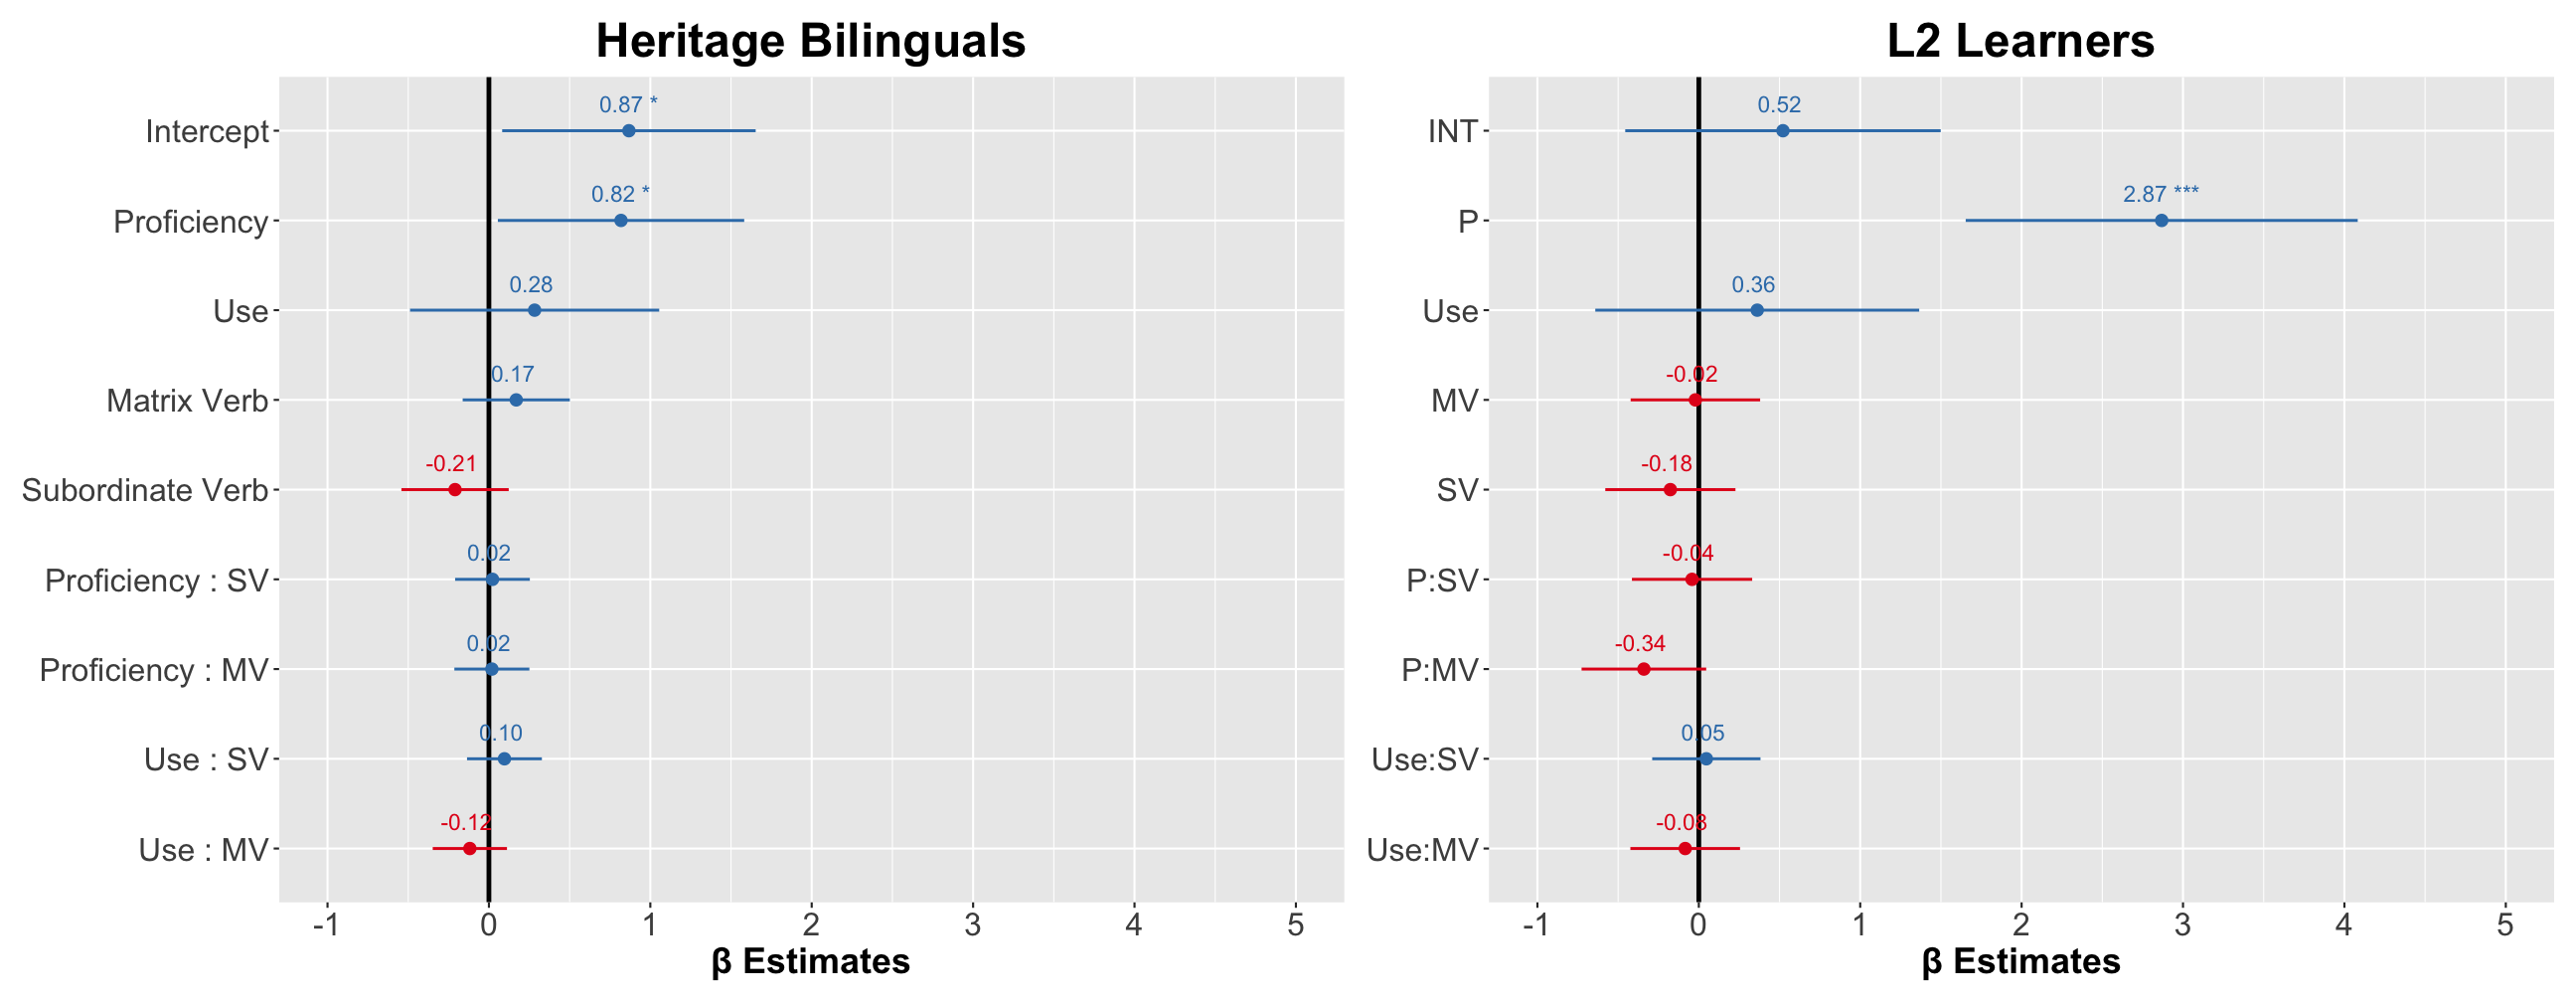 Heritage Bilinguals
Intercept
0.87 *
Proficiency
0.82 *
Use
0.28
Matrix Verb
0.17
Subordinate Verb
-0.21
Proficiency : SV
0.02
Proficiency : MV
0.02
Use : SV
0.10
Use : MV
-0.12
-1 0 1 2 3 4 5
β Estimates
L2 Learners
INT
0.52
P
2.87 ***
Use
0.36
MV
-0.02
SV
-0.18
P:SV
-0.04
P:MV
-0.34
Use:SV
0.05
Use:MV
-0.08
-1 0 1 2 3 4 5
β Estimates